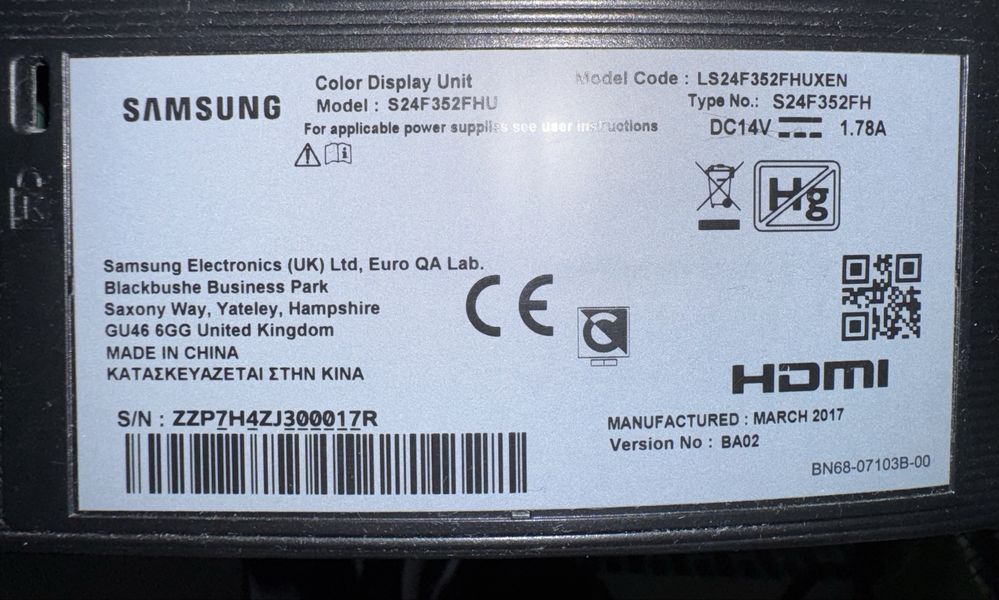 SAMSUNG
Color Display Unit
Model : S24F352FHU
For applicable power supplies see user instructions
Model Code : LS24F352FHUXEN
Type No.: S24F352FH
DC14V 1.78A
Hg
Samsung Electronics (UK) Ltd, Euro QA Lab.
Blackbushe Business Park
Saxony Way, Yateley, Hampshire
GU46 6GG United Kingdom
MADE IN CHINA
ΚΑΤΑΣΚΕΥΑΖΕΤΑΙ ΣΤΗΝ ΚΙΝΑ
CE
HDMI
S/N : ZZP7H4ZJ300017R
MANUFACTURED : MARCH 2017
Version No : BA02
BN68-07103B-00